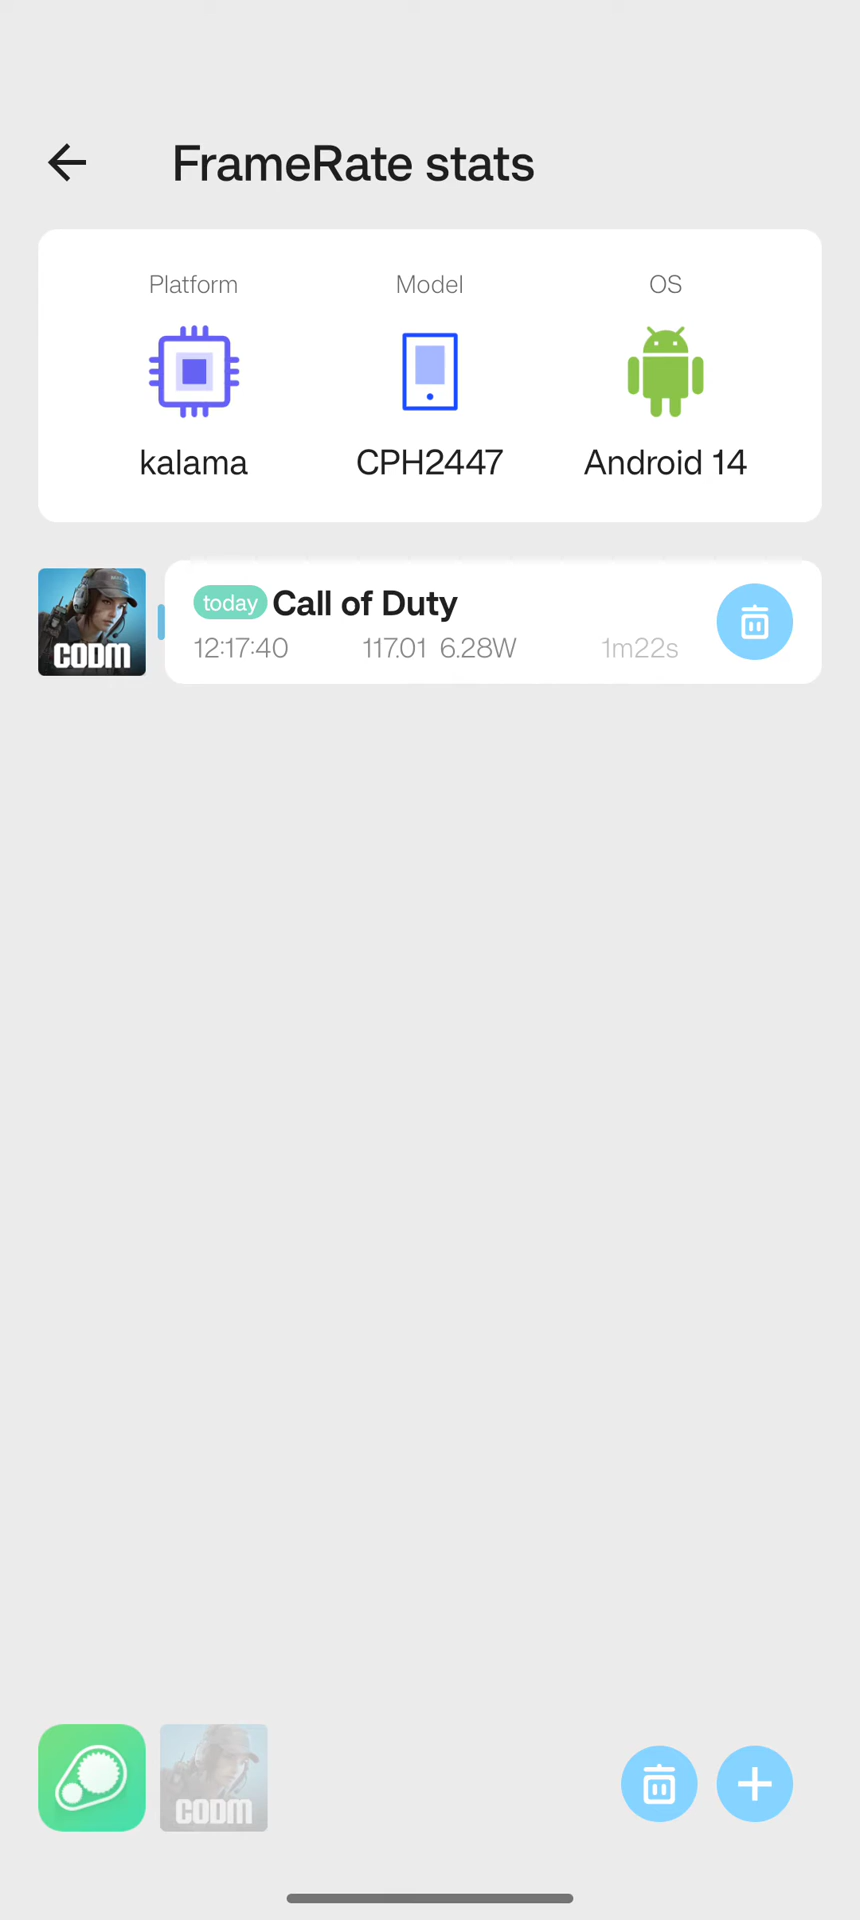 FrameRate stats
Platform Model OS
kalama CPH2447 Android 14
today Call of Duty
12:17:40 117.01 6.28W 1m22s
CODM
CODM